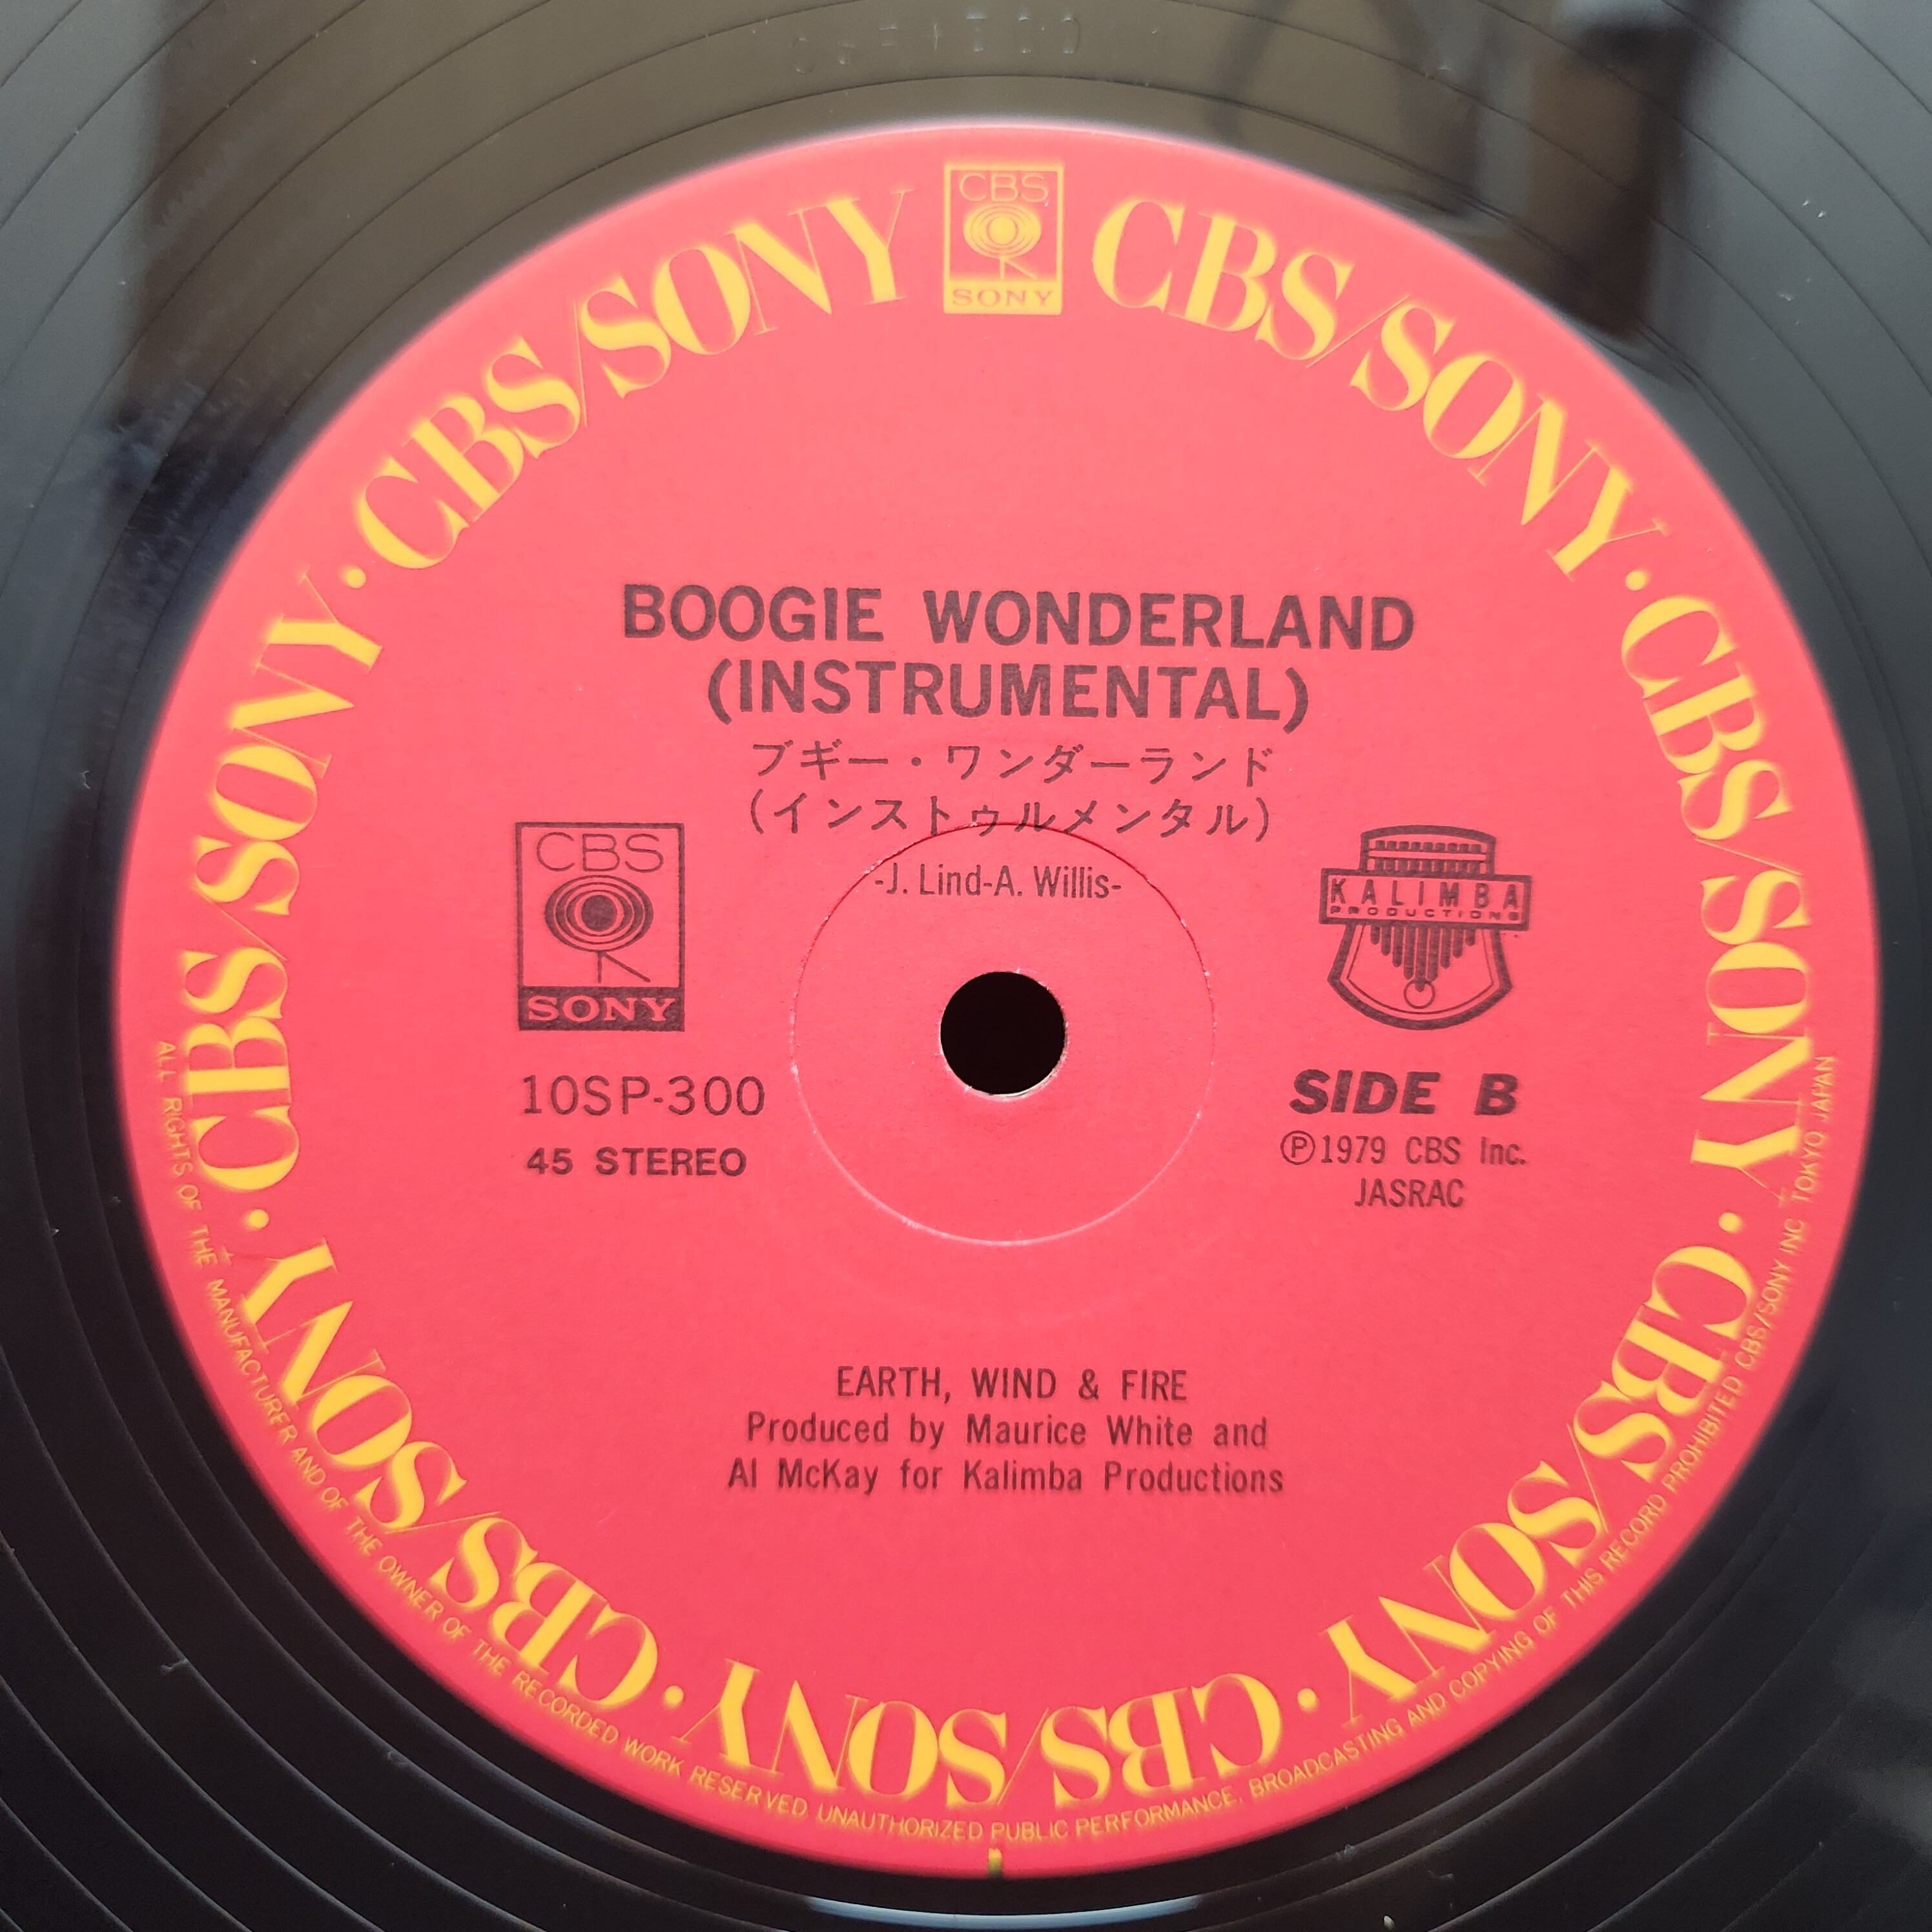 CBS
SONY
CBS/SONY · CBS/SONY · CBS/SONY · CBS/SONY · CBS/SONY · CBS/SONY · CBS/SONY · CBS/SONY · CBS/SONY
BOOGIE WONDERLAND
(INSTRUMENTAL)
ブギー・ワンダーランド
(インストゥルメンタル)
-J. Lind-A. Willis-
CBS
SONY
KALIMBA
PRODUCTIONS
10SP-300
45 STEREO
SIDE B
Ⓟ1979 CBS Inc.
JASRAC
EARTH, WIND & FIRE
Produced by Maurice White and
Al McKay for Kalimba Productions
ALL RIGHTS OF THE MANUFACTURER AND OF THE OWNER OF THE RECORDED WORK RESERVED. UNAUTHORIZED PUBLIC PERFORMANCE, BROADCASTING AND COPYING OF THIS RECORD PROHIBITED CBS/SONY INC. TOKYO JAPAN